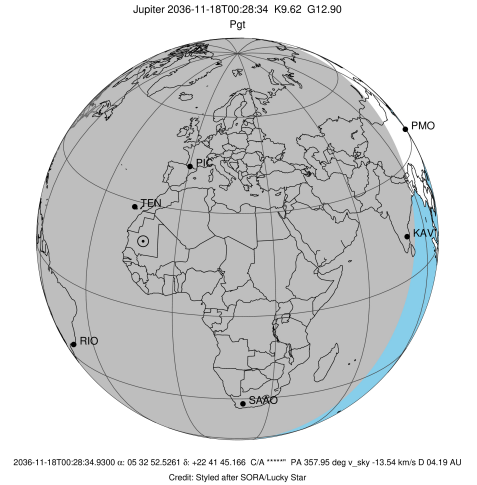 Jupiter 2036-11-18T00:28:34 K9.62 G12.90
Pgt
PMO
PIC
TEN
KAV
RIO
SAAO
2036-11-18T00:28:34.9300 α: 05 32 52.5261 δ: +22 41 45.166 C/A *****" PA 357.95 deg v_sky -13.54 km/s D 04.19 AU
Credit: Styled after SORA/Lucky Star